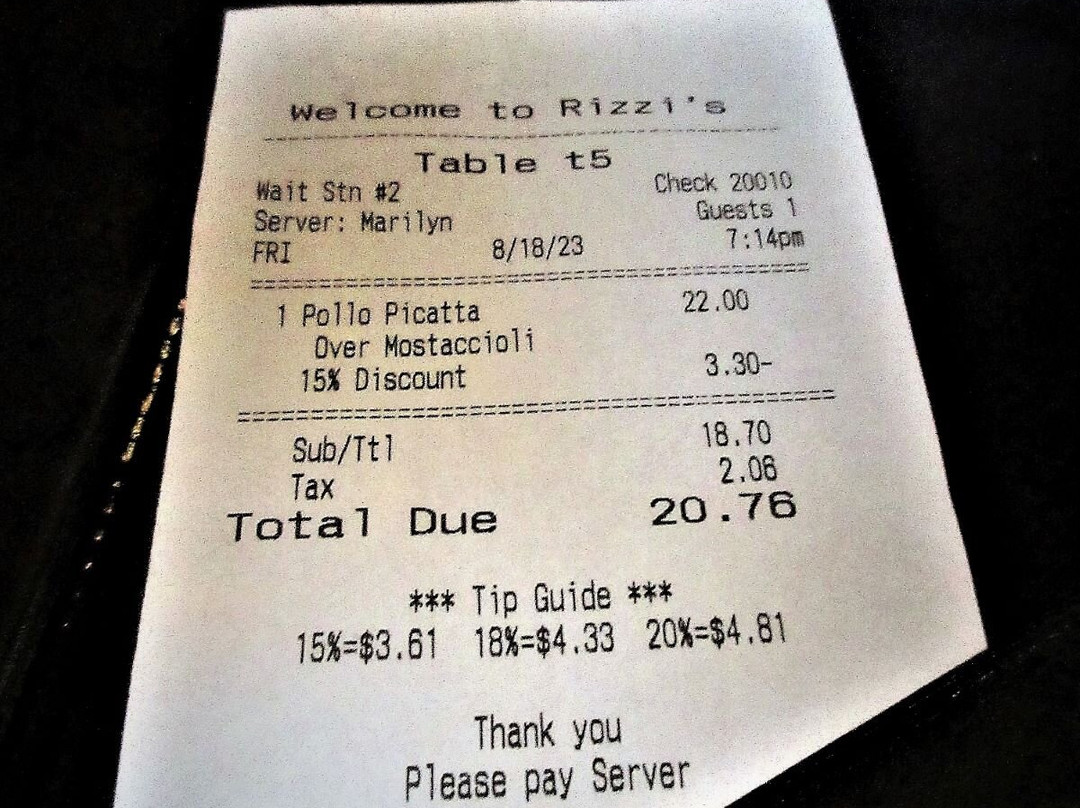 Welcome to Rizzi's
Table t5
Wait Stn #2 Check 20010
Server: Marilyn Guests 1
FRI 8/18/23 7:14pm
1 Pollo Picatta 22.00
Over Mostaccioli
15% Discount 3.30-
Sub/Ttl 18.70
Tax 2.06
Total Due 20.76
*** Tip Guide ***
15%=$3.61 18%=$4.33 20%=$4.81
Thank you
Please pay Server